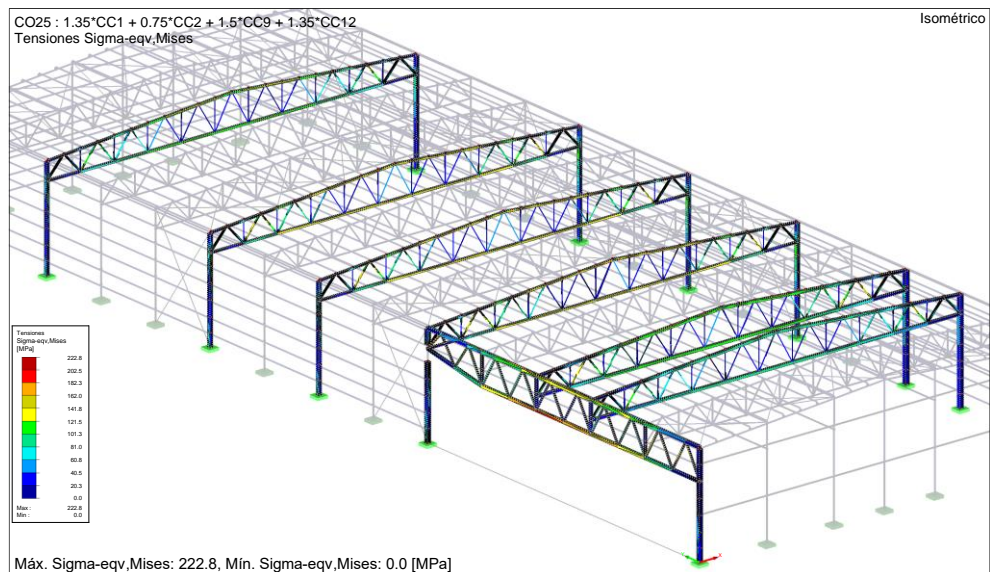 CO25 : 1.35*CC1 + 0.75*CC2 + 1.5*CC9 + 1.35*CC12
Isométrico
Tensiones Sigma-eqv,Mises
Tensiones
Sigma-eqv,Mises
[MPa]
222.8
202.5
182.3
162.0
141.8
121.5
101.3
81.0
60.8
40.5
20.3
0.0
Max : 222.8
Min : 0.0
Máx. Sigma-eqv,Mises: 222.8, Mín. Sigma-eqv,Mises: 0.0 [MPa]